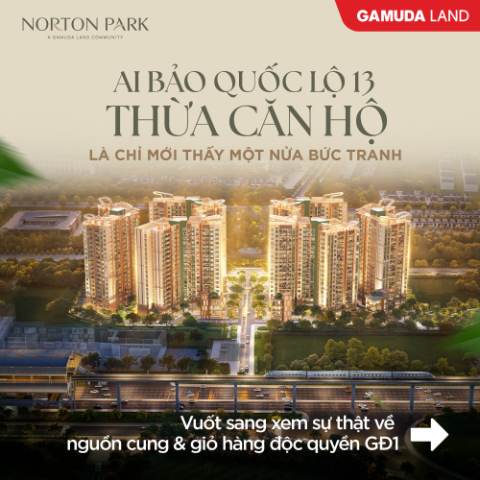 NORTON PARK
A GAMUDA LAND COMMUNITY
GAMUDA LAND
AI BẢO QUỐC LỘ 13
THỪA CĂN HỘ
LÀ CHỈ MỚI THẤY MỘT NỬA BỨC TRANH
Vuốt sang xem sự thật về
nguồn cung & giỏ hàng độc quyền GĐ1